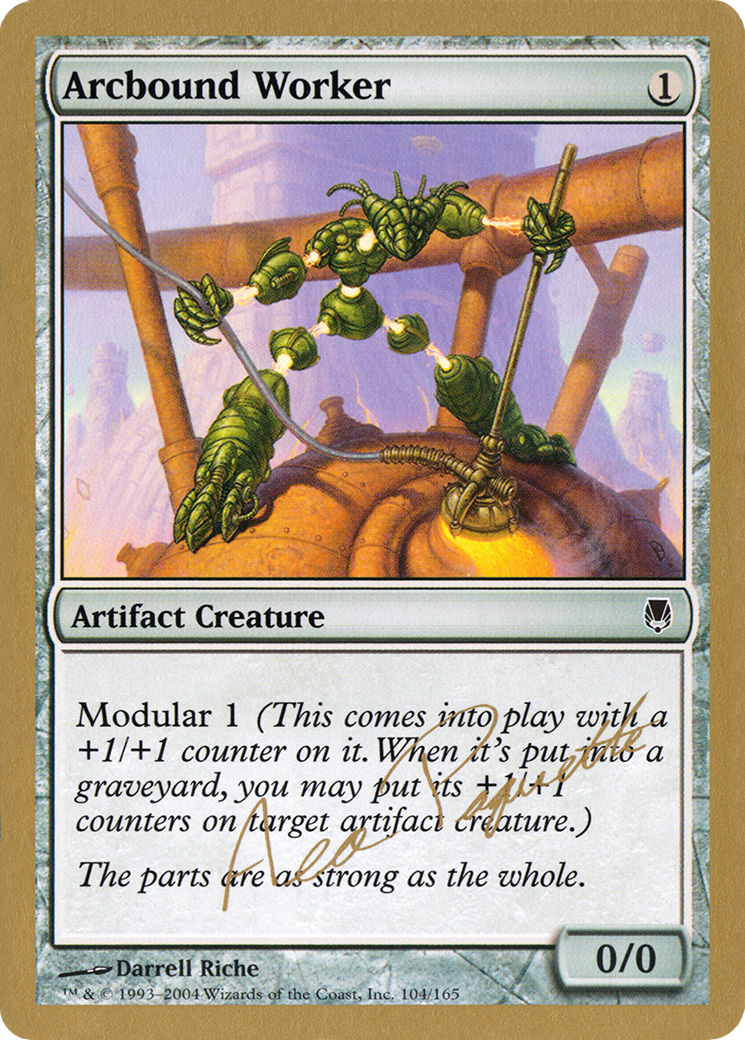 Arcbound Worker
1
Artifact Creature
Modular 1 (This comes into play with a
+1/+1 counter on it. When it's put into a
graveyard, you may put its +1/+1
counters on target artifact creature.)
Aeo Paquette
The parts are as strong as the whole.
0/0
Darrell Riche
™ & © 1993–2004 Wizards of the Coast, Inc. 104/165